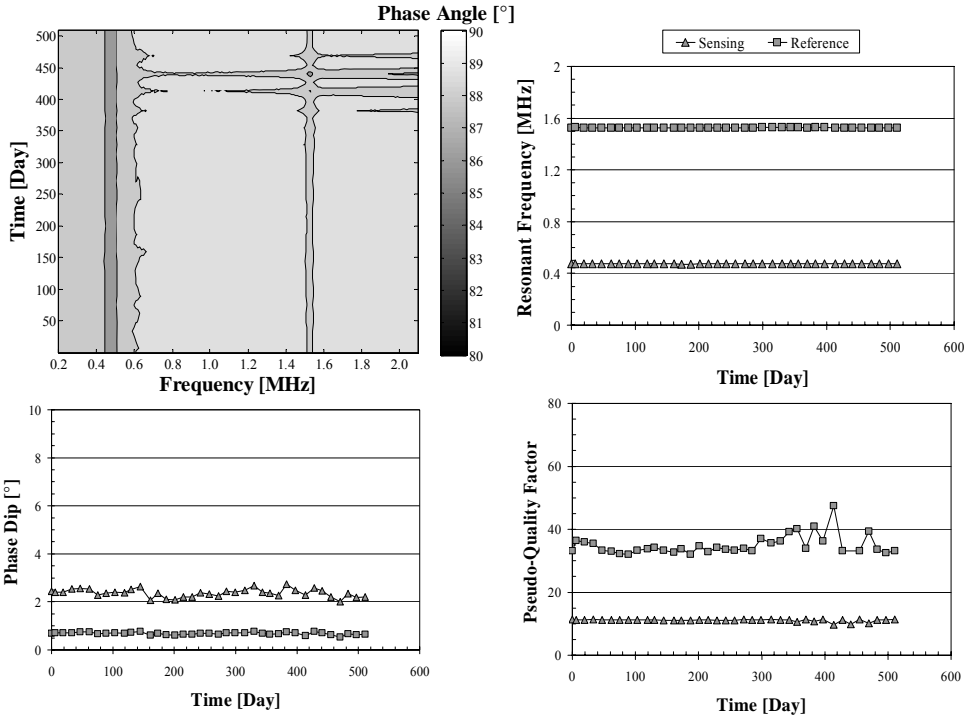 Phase Angle [°]
500
450
400
350
300
250
200
150
100
50
Time [Day]
0.2 0.4 0.6 0.8 1.0 1.2 1.4 1.6 1.8 2.0
Frequency [MHz]
90
89
88
87
86
85
84
83
82
81
80
Sensing Reference
2
1.6
1.2
0.8
0.4
0
Resonant Frequency [MHz]
0 100 200 300 400 500 600
Time [Day]
10
8
6
4
2
0
Phase Dip [°]
0 100 200 300 400 500 600
Time [Day]
80
60
40
20
0
Pseudo-Quality Factor
0 100 200 300 400 500 600
Time [Day]